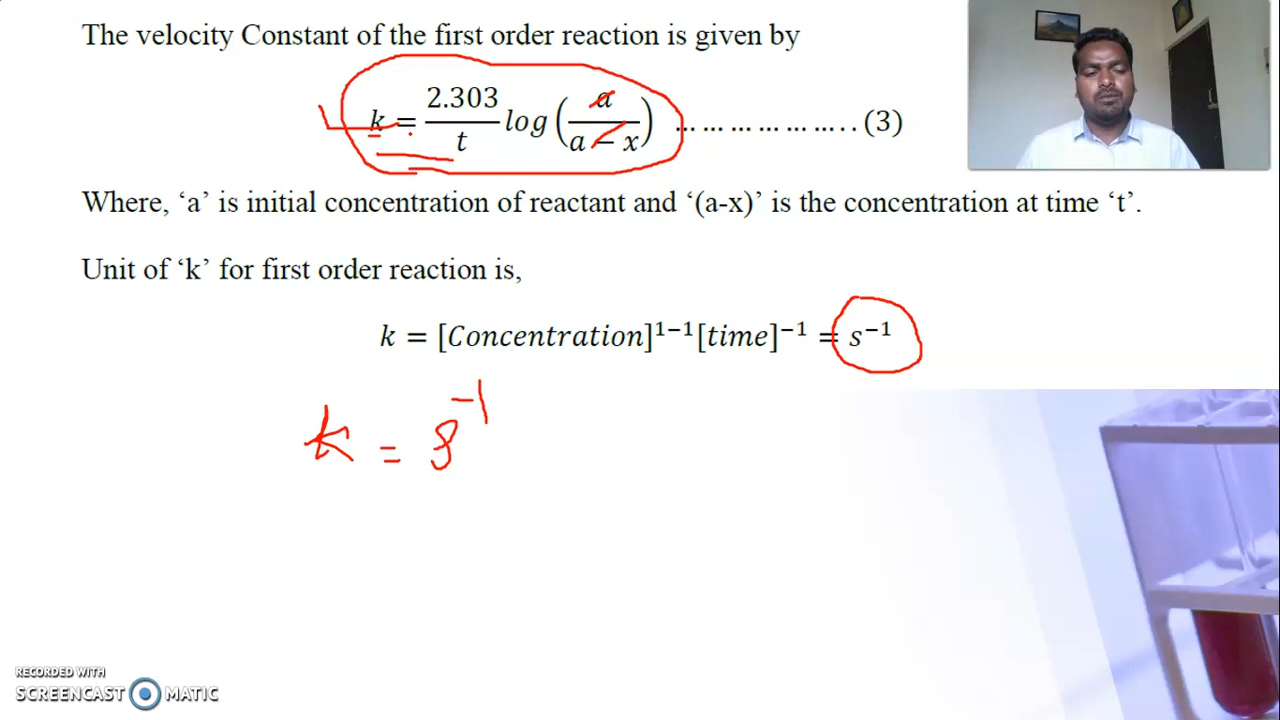 The velocity Constant of the first order reaction is given by
k = 2.303/t log (a/a − x) … … … … … . . (3)
Where, ‘a’ is initial concentration of reactant and ‘(a-x)’ is the concentration at time ‘t’.
Unit of ‘k’ for first order reaction is,
k = [Concentration]¹⁻¹[time]⁻¹ = s⁻¹
k = s⁻¹
RECORDED WITH
SCREENCAST MATIC